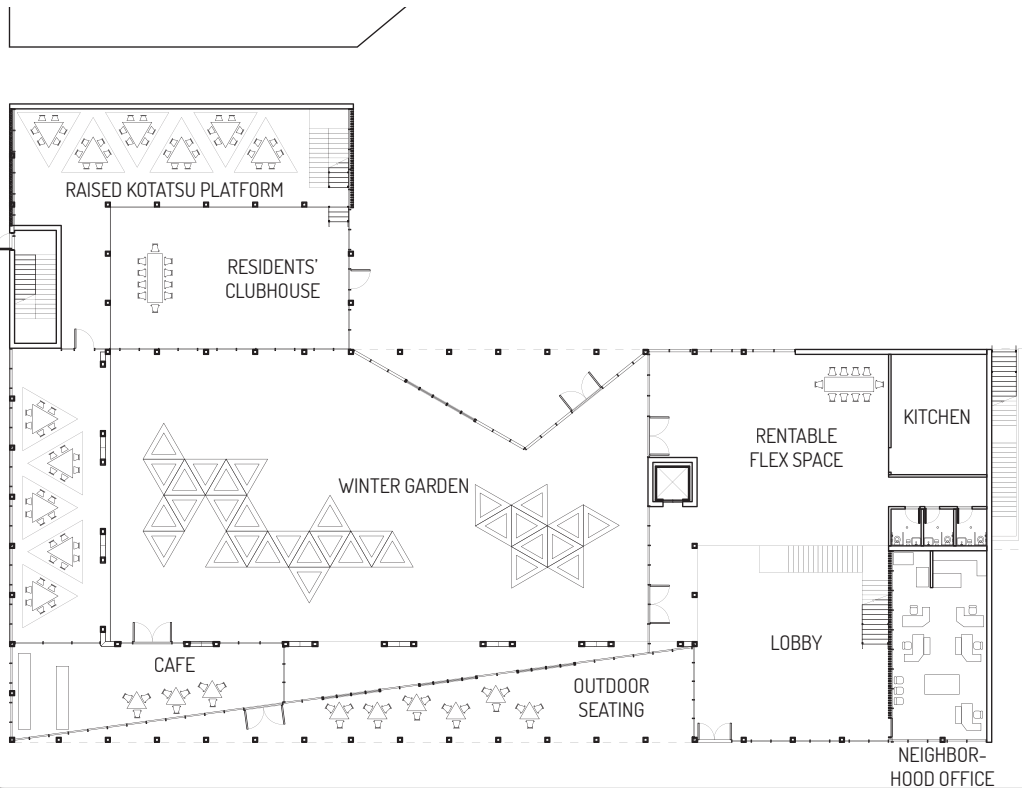 RAISED KOTATSU PLATFORM
RESIDENTS'
CLUBHOUSE
KITCHEN
RENTABLE
FLEX SPACE
WINTER GARDEN
LOBBY
CAFE
OUTDOOR
SEATING
NEIGHBOR-
HOOD OFFICE